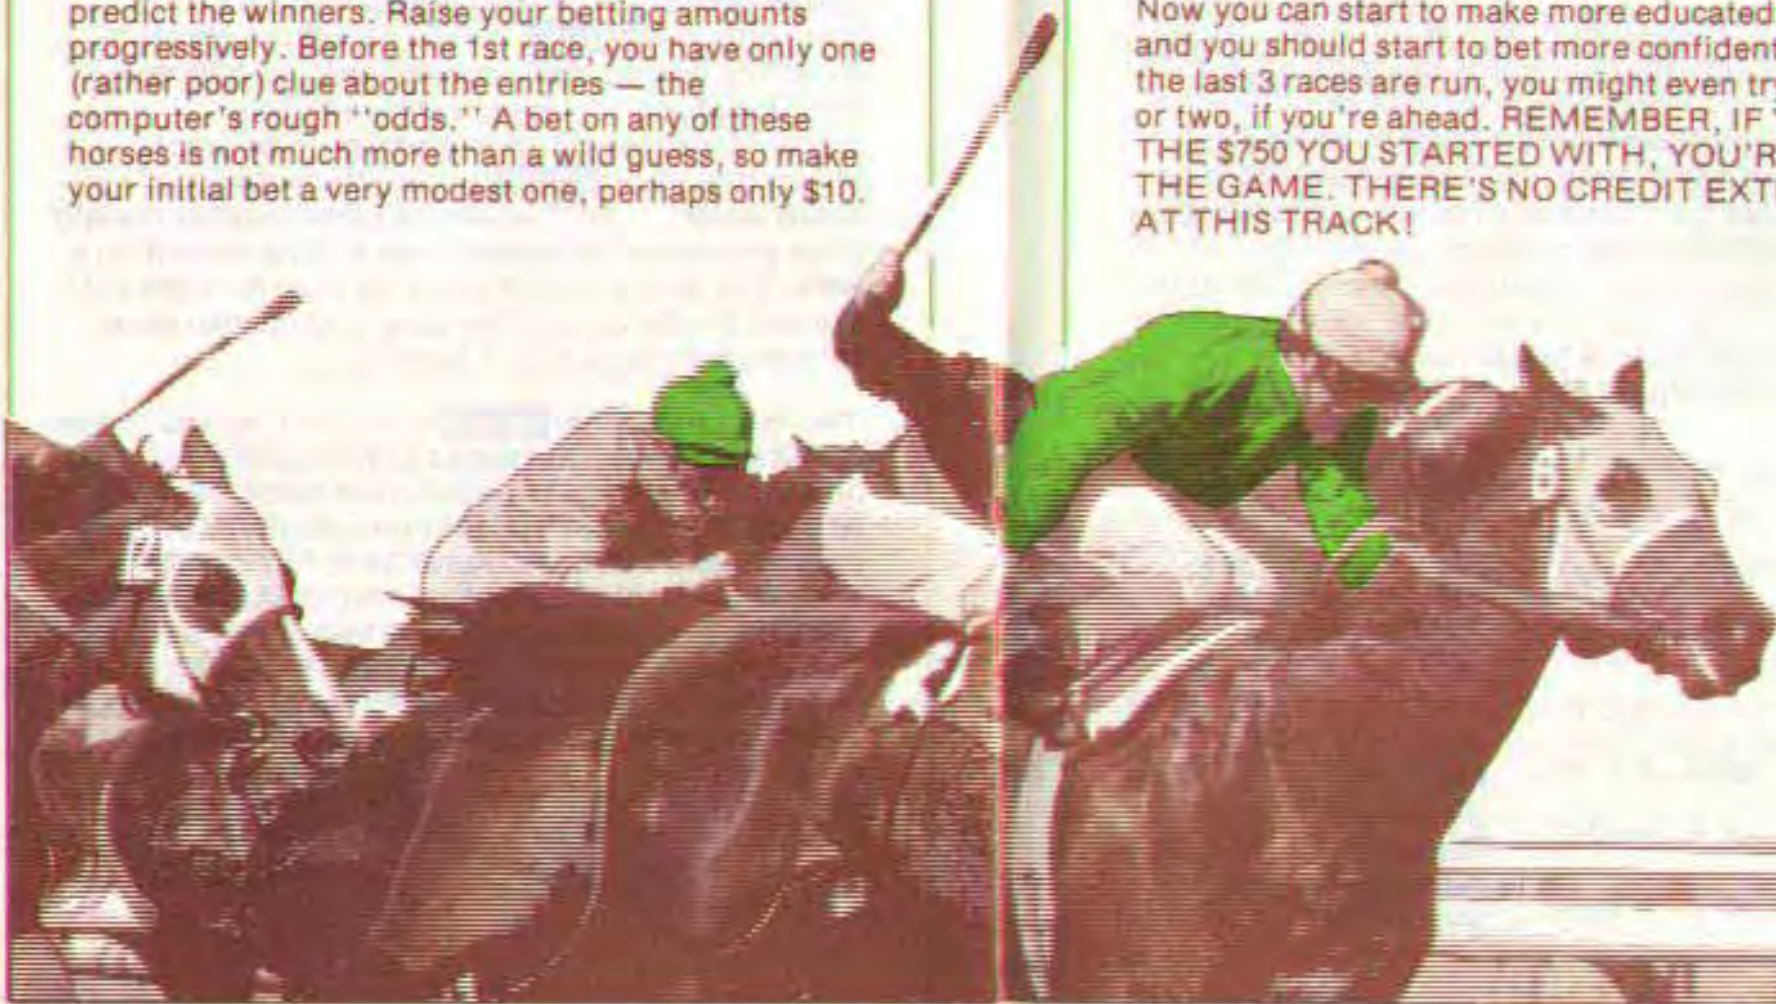 predict the winners. Raise your betting amounts
progressively. Before the 1st race, you have only one
(rather poor) clue about the entries — the
computer's rough "odds." A bet on any of these
horses is not much more than a wild guess, so make
your initial bet a very modest one, perhaps only $10.
Now you can start to make more educated
and you should start to bet more
the last 3 races are run, you might even
or two, if you're ahead. REMEMBER, IF
THE $750 YOU STARTED WITH,
THE GAME. THERE'S NO CREDIT
AT THIS TRACK!
12
8